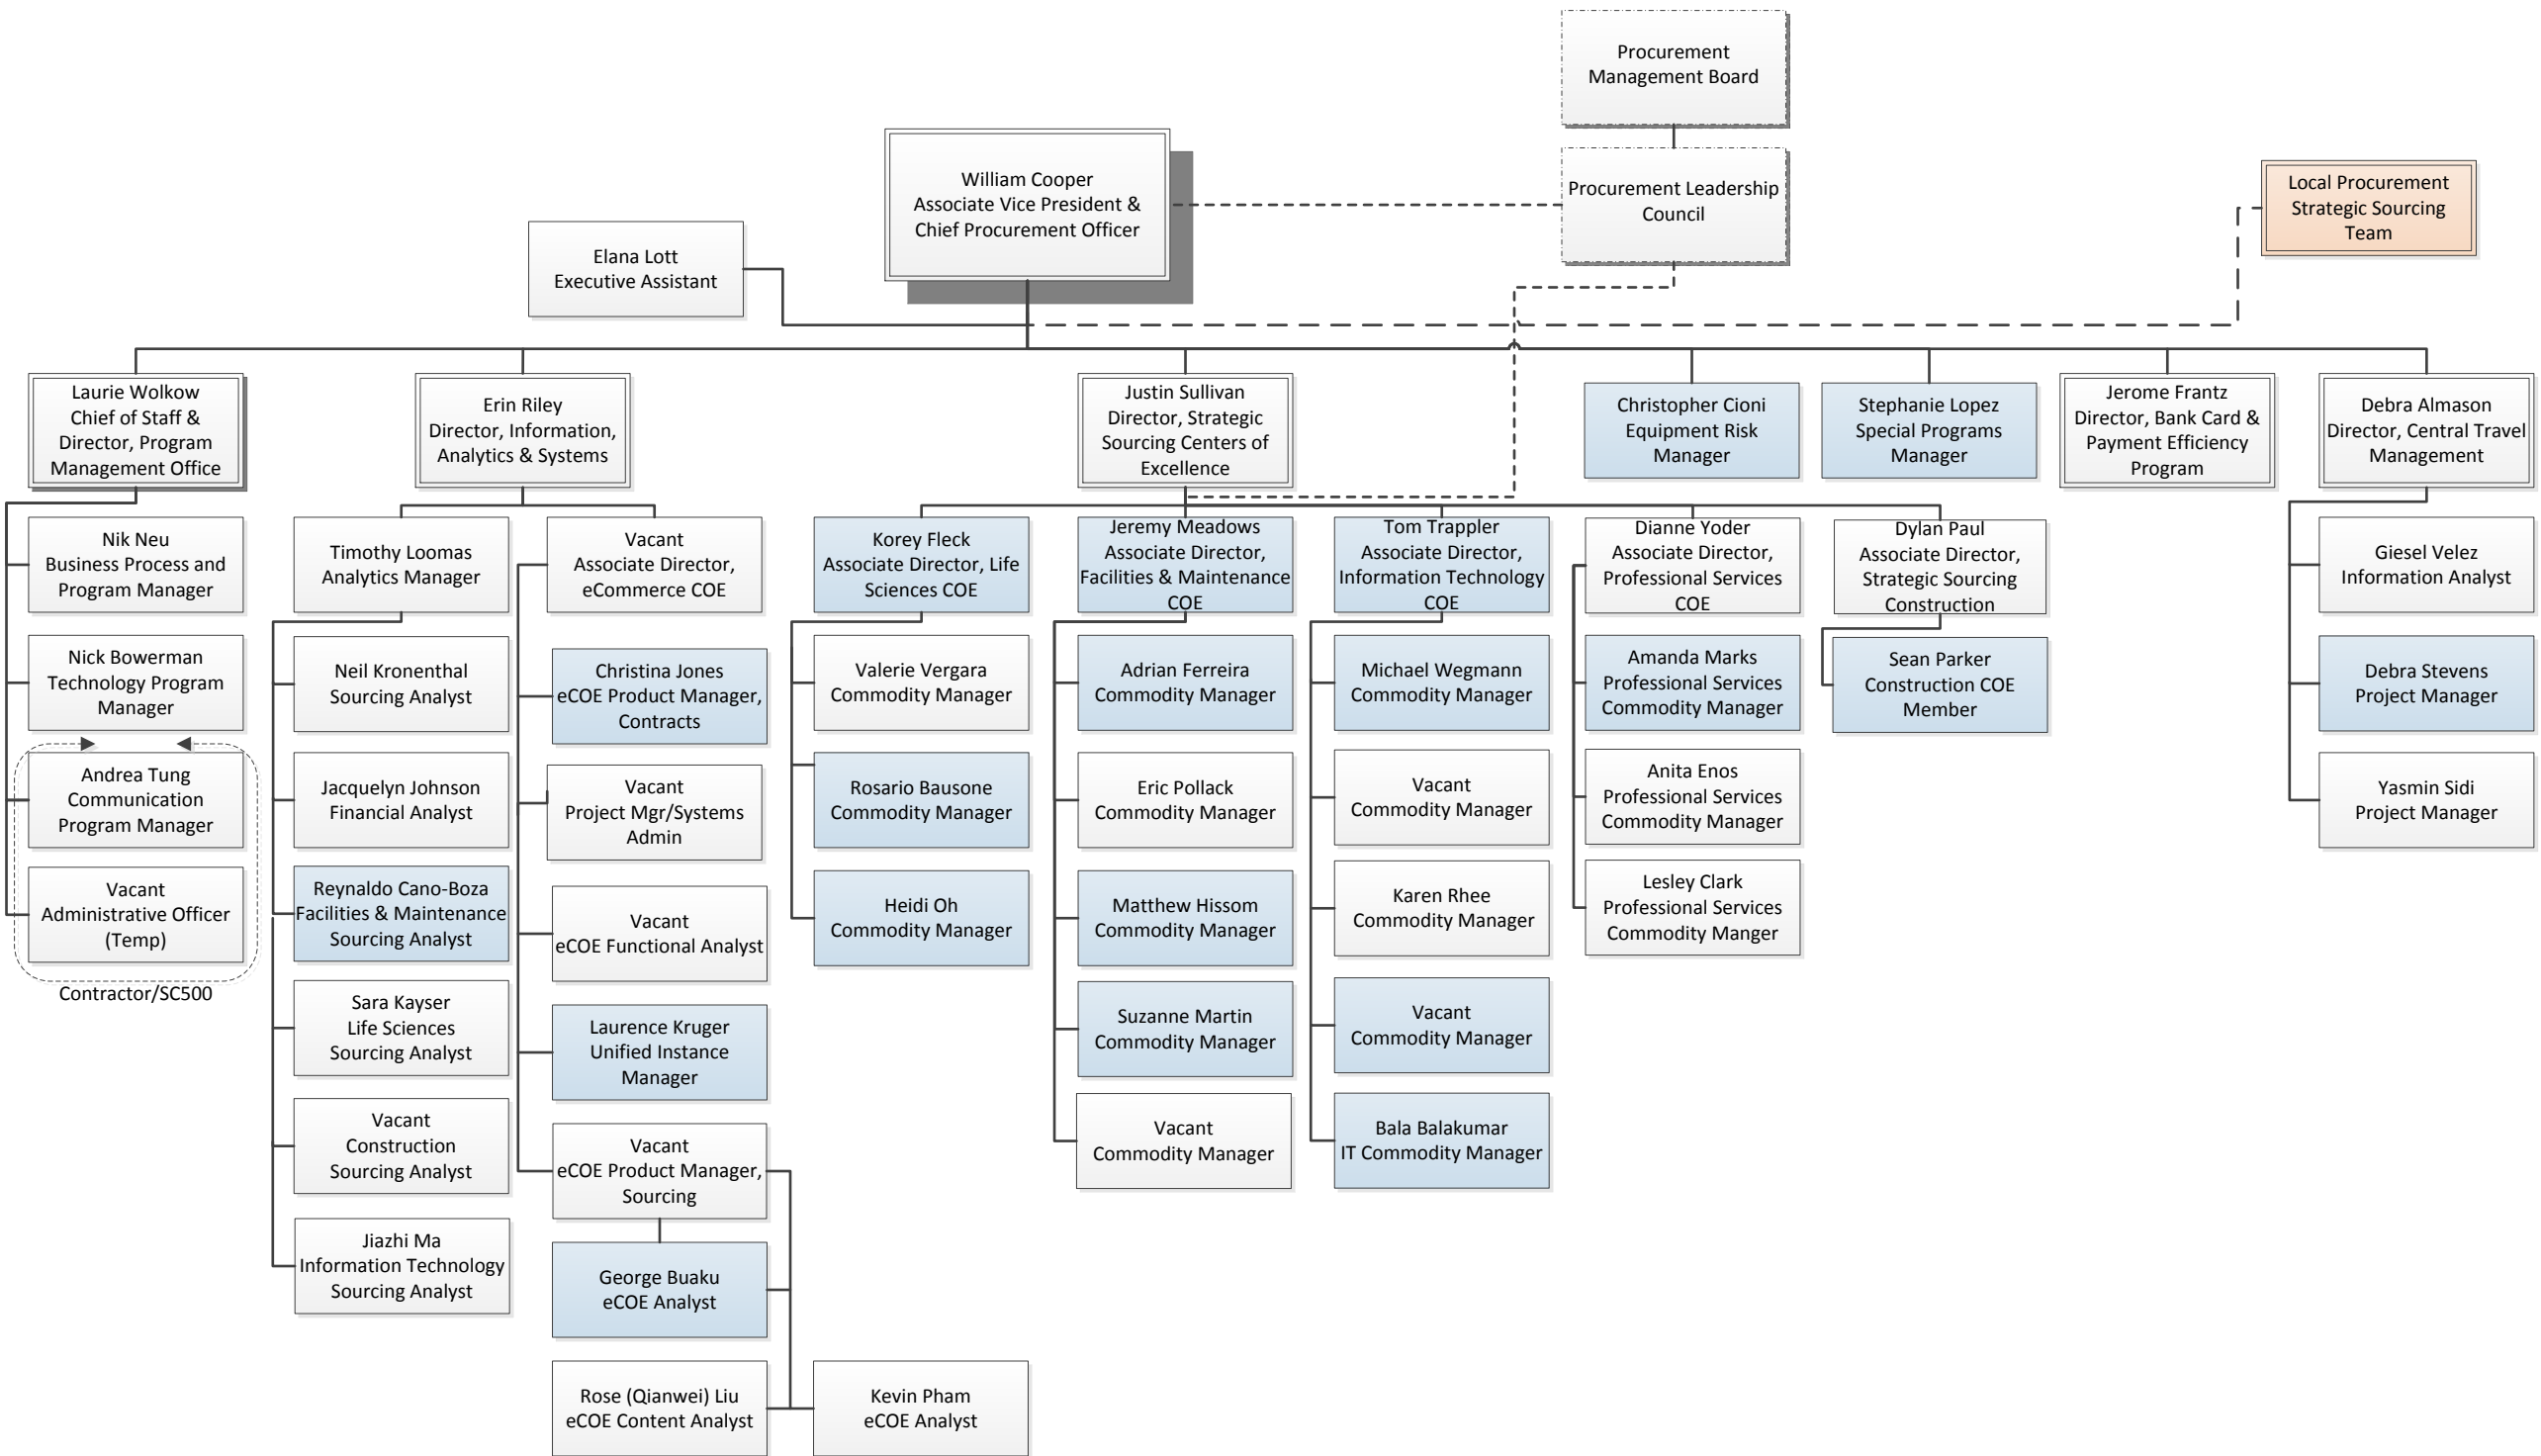 Procurement
Management Board
William Cooper
Associate Vice President &
Chief Procurement Officer
Procurement Leadership
Council
Local Procurement
Strategic Sourcing
Team
Elana Lott
Executive Assistant
Laurie Wolkow
Chief of Staff &
Director, Program
Management Office
Erin Riley
Director, Information,
Analytics & Systems
Justin Sullivan
Director, Strategic
Sourcing Centers of
Excellence
Christopher Cioni
Equipment Risk
Manager
Stephanie Lopez
Special Programs
Manager
Jerome Frantz
Director, Bank Card &
Payment Efficiency
Program
Debra Almason
Director, Central Travel
Management
Nik Neu
Business Process and
Program Manager
Nick Bowerman
Technology Program
Manager
Andrea Tung
Communication
Program Manager
Vacant
Administrative Officer
(Temp)
Contractor/SC500
Timothy Loomas
Analytics Manager
Neil Kronenthal
Sourcing Analyst
Jacquelyn Johnson
Financial Analyst
Reynaldo Cano-Boza
Facilities & Maintenance
Sourcing Analyst
Sara Kayser
Life Sciences
Sourcing Analyst
Vacant
Construction
Sourcing Analyst
Jiazhi Ma
Information Technology
Sourcing Analyst
Vacant
Associate Director,
eCommerce COE
Christina Jones
eCOE Product Manager,
Contracts
Vacant
Project Mgr/Systems
Admin
Vacant
eCOE Functional Analyst
Laurence Kruger
Unified Instance
Manager
Vacant
eCOE Product Manager,
Sourcing
George Buaku
eCOE Analyst
Rose (Qianwei) Liu
eCOE Content Analyst
Kevin Pham
eCOE Analyst
Korey Fleck
Associate Director, Life
Sciences COE
Valerie Vergara
Commodity Manager
Rosario Bausone
Commodity Manager
Heidi Oh
Commodity Manager
Jeremy Meadows
Associate Director,
Facilities & Maintenance
COE
Adrian Ferreira
Commodity Manager
Eric Pollack
Commodity Manager
Matthew Hissom
Commodity Manager
Suzanne Martin
Commodity Manager
Vacant
Commodity Manager
Tom Trappler
Associate Director,
Information Technology
COE
Michael Wegmann
Commodity Manager
Vacant
Commodity Manager
Karen Rhee
Commodity Manager
Vacant
Commodity Manager
Bala Balakumar
IT Commodity Manager
Dianne Yoder
Associate Director,
Professional Services
COE
Amanda Marks
Professional Services
Commodity Manager
Anita Enos
Professional Services
Commodity Manager
Lesley Clark
Professional Services
Commodity Manger
Dylan Paul
Associate Director,
Strategic Sourcing
Construction
Sean Parker
Construction COE
Member
Giesel Velez
Information Analyst
Debra Stevens
Project Manager
Yasmin Sidi
Project Manager